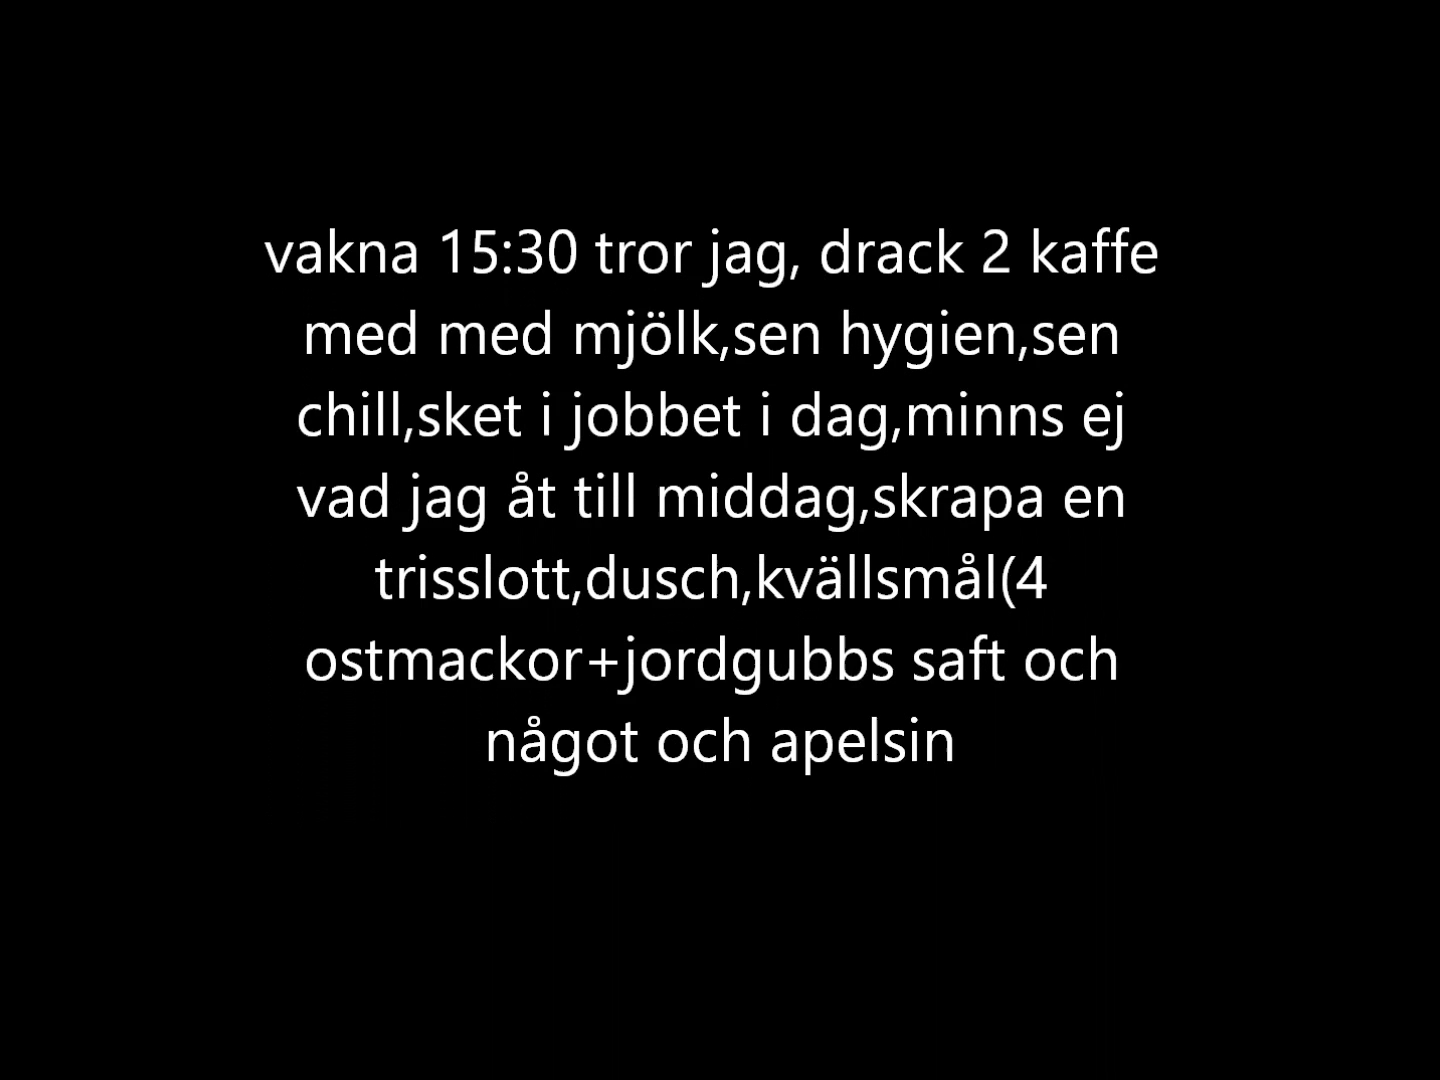 vakna 15:30 tror jag, drack 2 kaffe
med med mjölk,sen hygien,sen
chill,sket i jobbet i dag,minns ej
vad jag åt till middag,skrapa en
trisslott,dusch,kvällsmål(4
ostmackor+jordgubbs saft och
något och apelsin